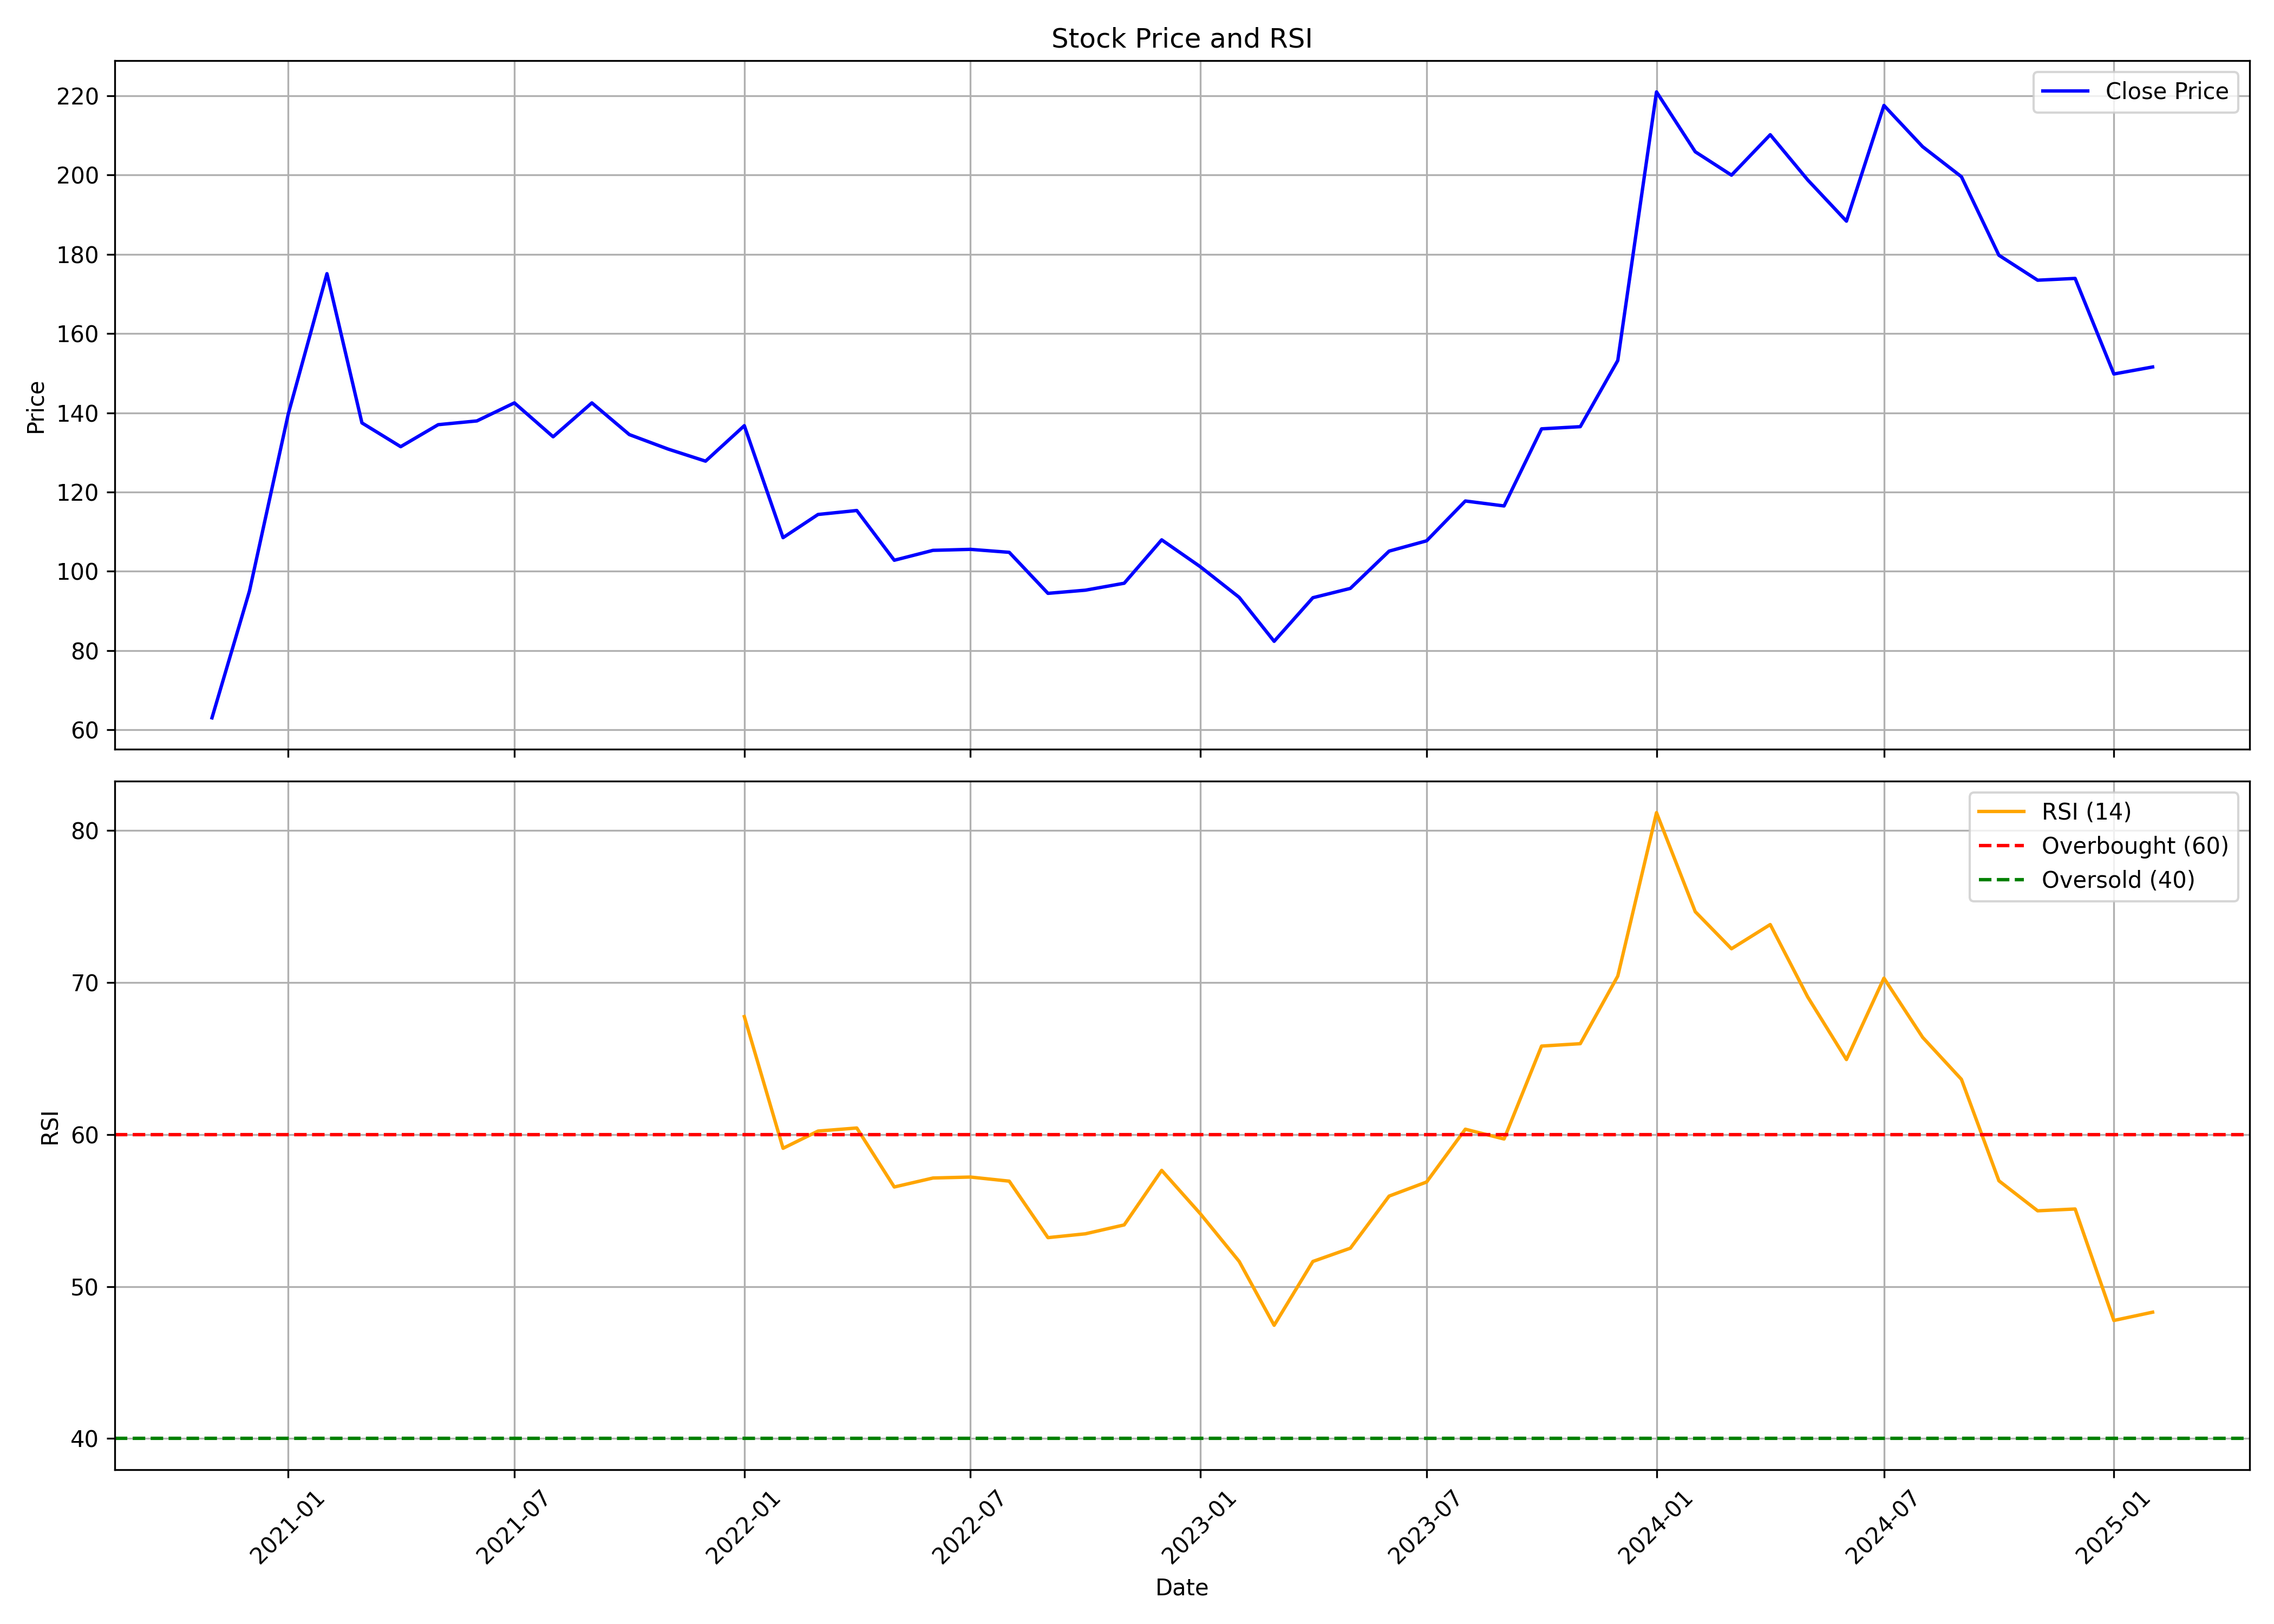 Stock Price and RSI
Close Price
220
200
180
160
140
120
100
80
60
Price
RSI (14)
Overbought (60)
Oversold (40)
80
70
60
50
40
RSI
2021-01
2021-07
2022-01
2022-07
2023-01
2023-07
2024-01
2024-07
2025-01
Date